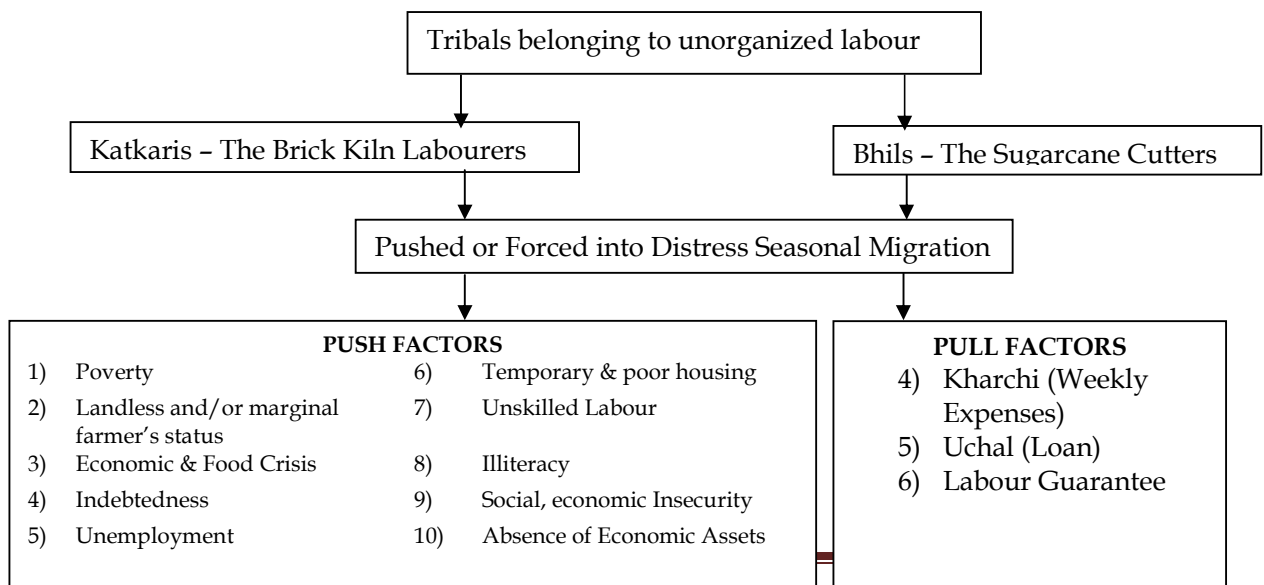 Tribals belonging to unorganized labour
Katkaris – The Brick Kiln Labourers
Bhils – The Sugarcane Cutters
Pushed or Forced into Distress Seasonal Migration
PUSH FACTORS
1) Poverty
2) Landless and/or marginal
farmer's status
3) Economic & Food Crisis
4) Indebtedness
5) Unemployment
6) Temporary & poor housing
7) Unskilled Labour
8) Illiteracy
9) Social, economic Insecurity
10) Absence of Economic Assets
PULL FACTORS
4) Kharchi (Weekly
Expenses)
5) Uchal (Loan)
6) Labour Guarantee